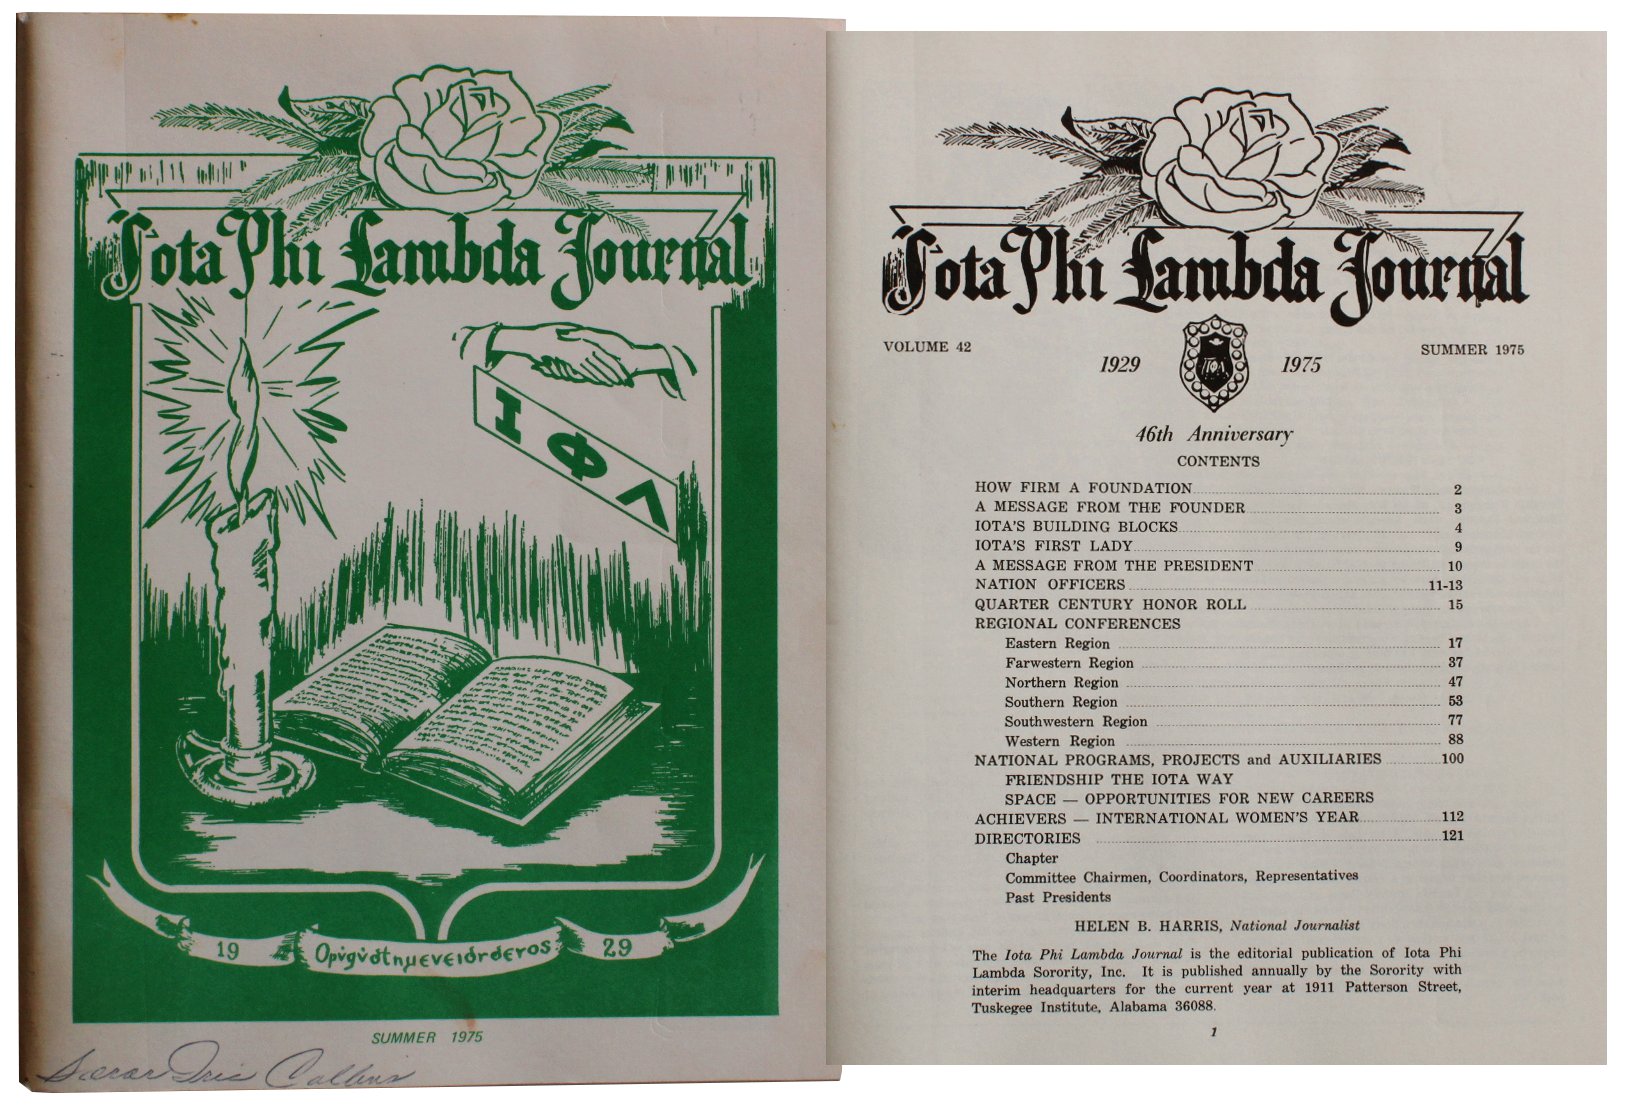 Iota Phi Lambda Journal
Ι Φ Λ
19
29
SUMMER 1975
Iota Phi Lambda Journal
VOLUME 42
1929
1975
SUMMER 1975
ΙΦΛ
46th Anniversary
CONTENTS
HOW FIRM A FOUNDATION 2
A MESSAGE FROM THE FOUNDER 3
IOTA'S BUILDING BLOCKS 4
IOTA'S FIRST LADY 9
A MESSAGE FROM THE PRESIDENT 10
NATION OFFICERS 11-13
QUARTER CENTURY HONOR ROLL 15
REGIONAL CONFERENCES
Eastern Region 17
Farwestern Region 37
Northern Region 47
Southern Region 53
Southwestern Region 77
Western Region 88
NATIONAL PROGRAMS, PROJECTS and AUXILIARIES 100
FRIENDSHIP THE IOTA WAY
SPACE — OPPORTUNITIES FOR NEW CAREERS
ACHIEVERS — INTERNATIONAL WOMEN'S YEAR 112
DIRECTORIES 121
Chapter
Committee Chairmen, Coordinators, Representatives
Past Presidents
HELEN B. HARRIS, National Journalist
The Iota Phi Lambda Journal is the editorial publication of Iota Phi
Lambda Sorority, Inc. It is published annually by the Sorority with
interim headquarters for the current year at 1911 Patterson Street,
Tuskegee Institute, Alabama 36088.
1